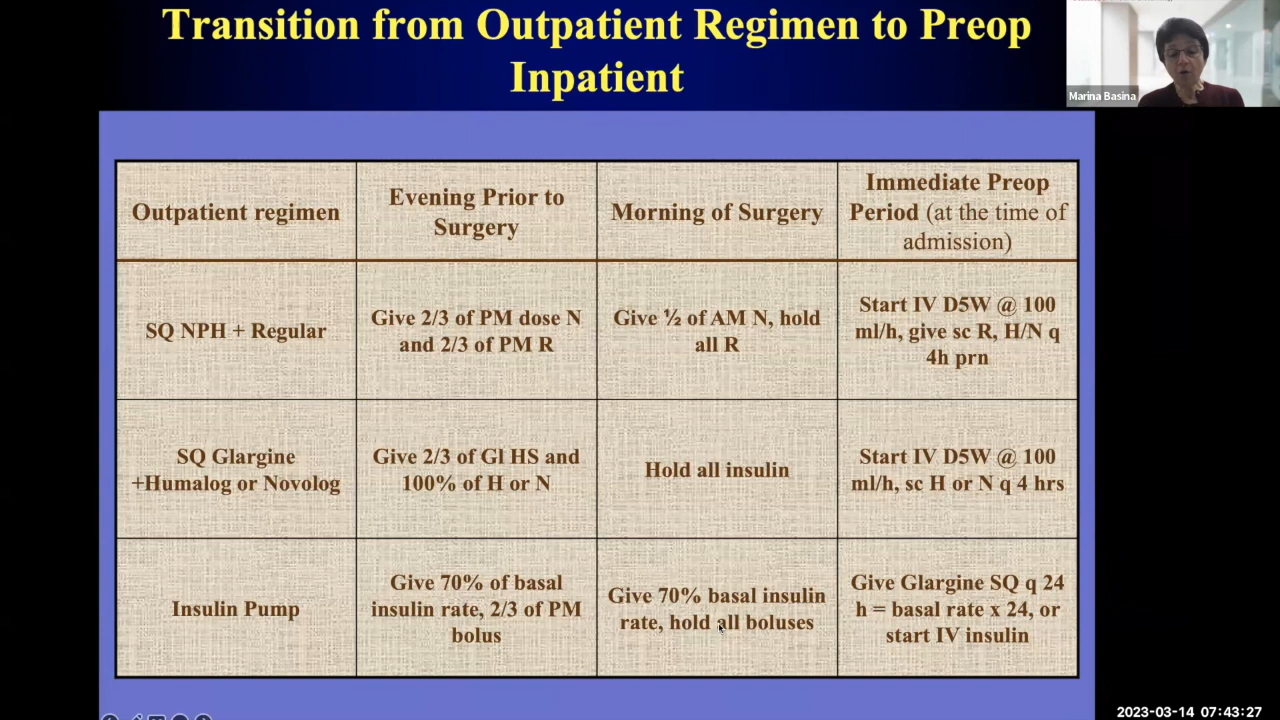 Transition from Outpatient Regimen to Preop
Inpatient
Marina Basina
Outpatient regimen
Evening Prior to
Surgery
Morning of Surgery
Immediate Preop
Period (at the time of
admission)
SQ NPH + Regular
Give 2/3 of PM dose N
and 2/3 of PM R
Give ½ of AM N, hold
all R
Start IV D5W @ 100
ml/h, give sc R, H/N q
4h prn
SQ Glargine
+Humalog or Novolog
Give 2/3 of Gl HS and
100% of H or N
Hold all insulin
Start IV D5W @ 100
ml/h, sc H or N q 4 hrs
Insulin Pump
Give 70% of basal
insulin rate, 2/3 of PM
bolus
Give 70% basal insulin
rate, hold all boluses
Give Glargine SQ q 24
h = basal rate x 24, or
start IV insulin
2023-03-14 07:43:27